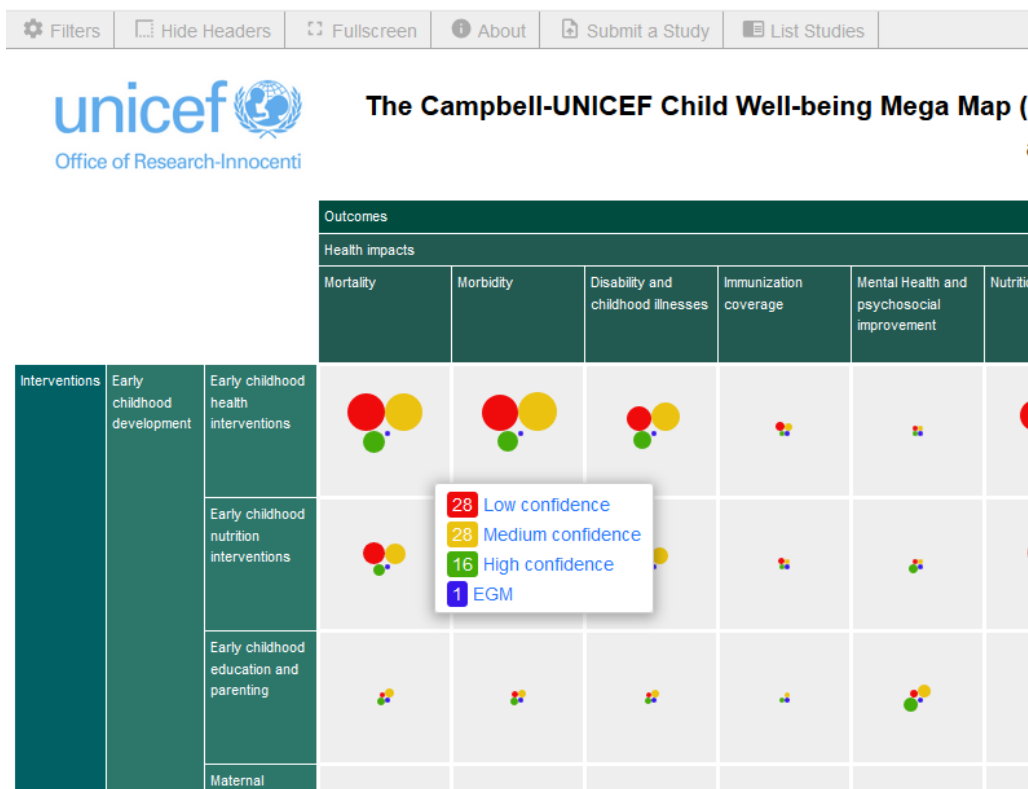 Filters
Hide Headers
Fullscreen
About
Submit a Study
List Studies
unicef
Office of Research-Innocenti
The Campbell-UNICEF Child Well-being Mega Map (
Outcomes
Health impacts
Mortality
Morbidity
Disability and
childhood illnesses
Immunization
coverage
Mental Health and
psychosocial
improvement
Interventions
Early
childhood
development
Early childhood
health
interventions
28 Low confidence
28 Medium confidence
16 High confidence
1 EGM
Early childhood
nutrition
interventions
Early childhood
education and
parenting
Maternal